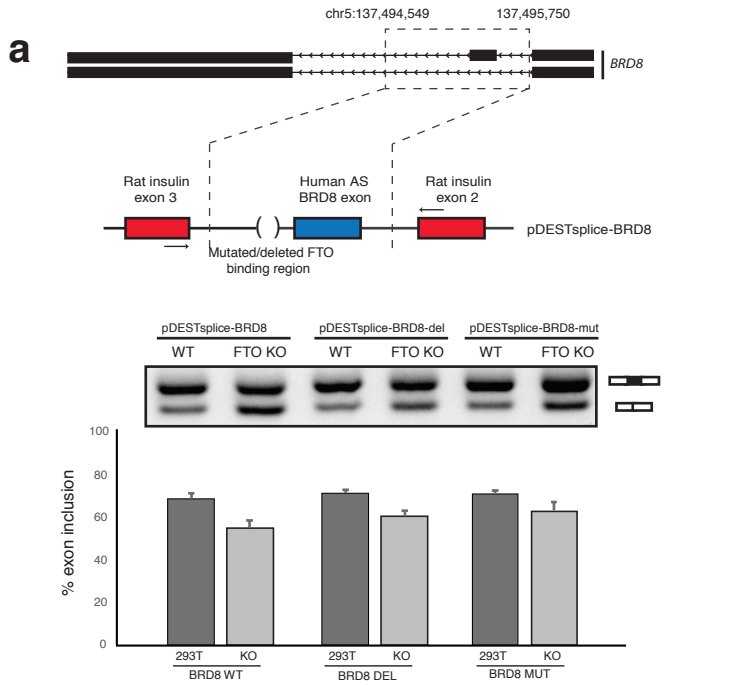 a
chr5:137,494,549 137,495,750
BRD8
Rat insulin
exon 3
Human AS
BRD8 exon
Rat insulin
exon 2
( )
pDESTsplice-BRD8
Mutated/deleted FTO
binding region
pDESTsplice-BRD8 pDESTsplice-BRD8-del pDESTsplice-BRD8-mut
WT FTO KO WT FTO KO WT FTO KO
% exon inclusion
100
80
60
40
20
0
293T KO 293T KO 293T KO
BRD8 WT BRD8 DEL BRD8 MUT